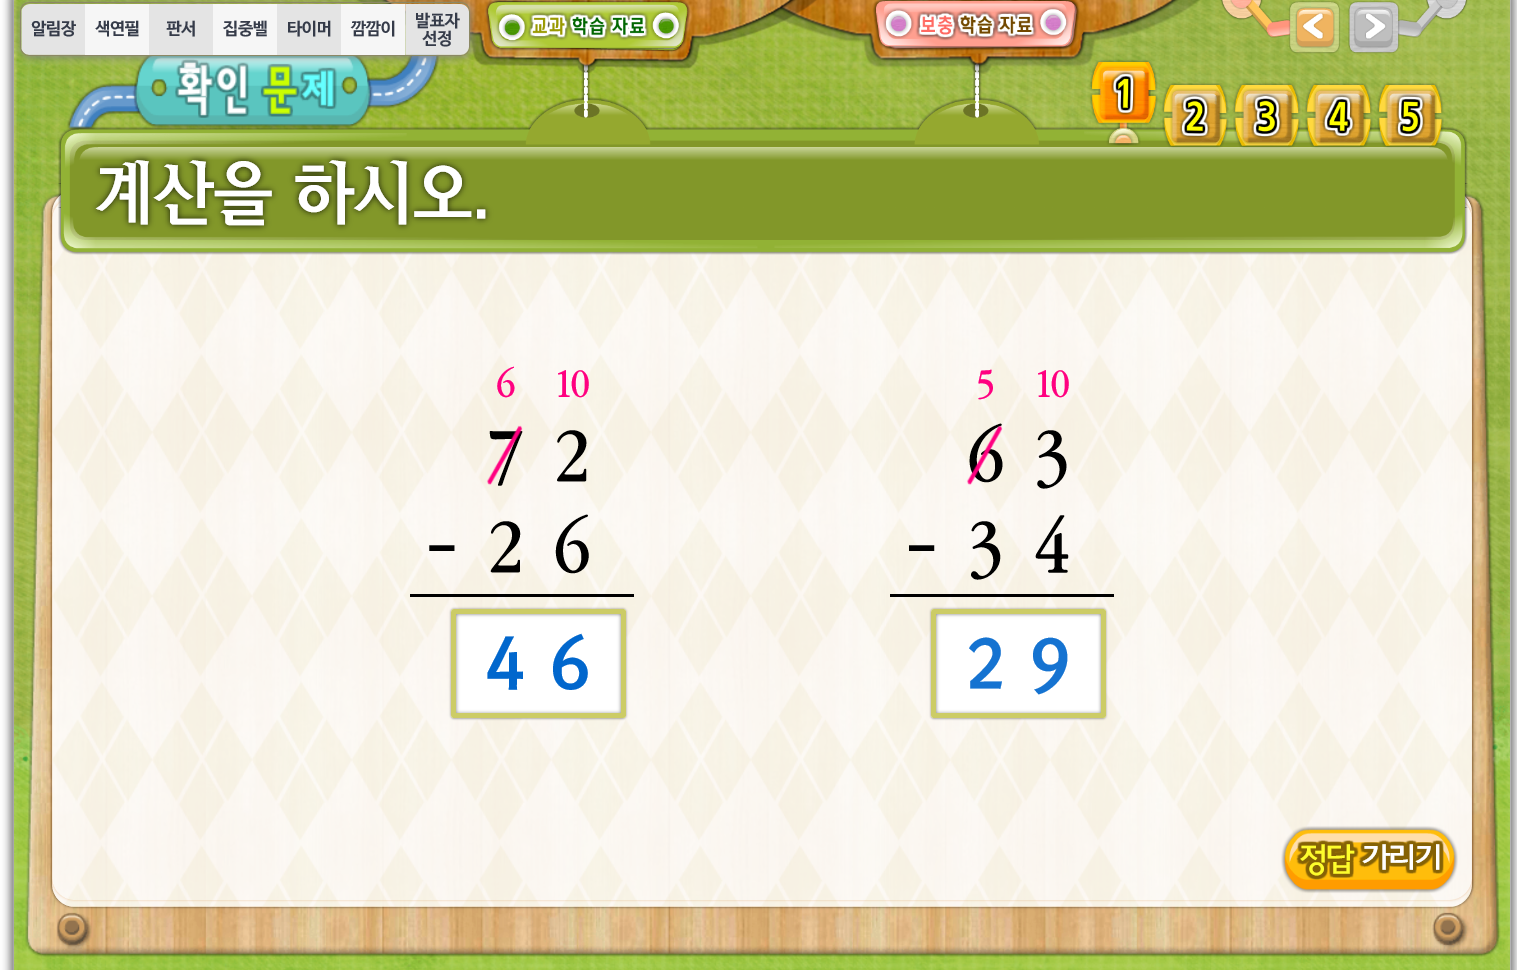 알림장 색연필 판서 집중벨 타이머 깜깜이 발표자 선정
교과 학습 자료
보충 학습 자료
확인 문제
1 2 3 4 5
계산을 하시오.
6 10
5 10
7 2
6 3
- 2 6
- 3 4
4 6
2 9
정답 가리기